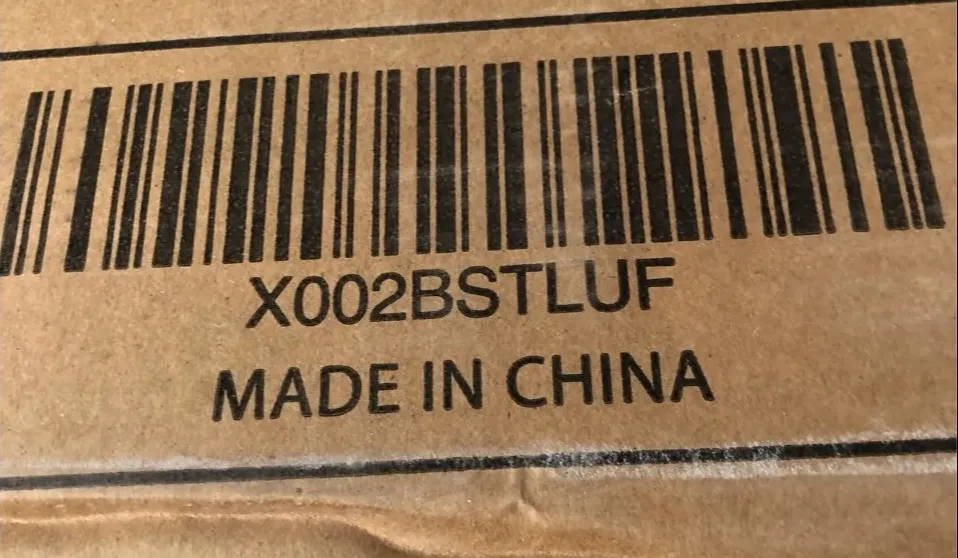 X002BSTLUF
MADE IN CHINA